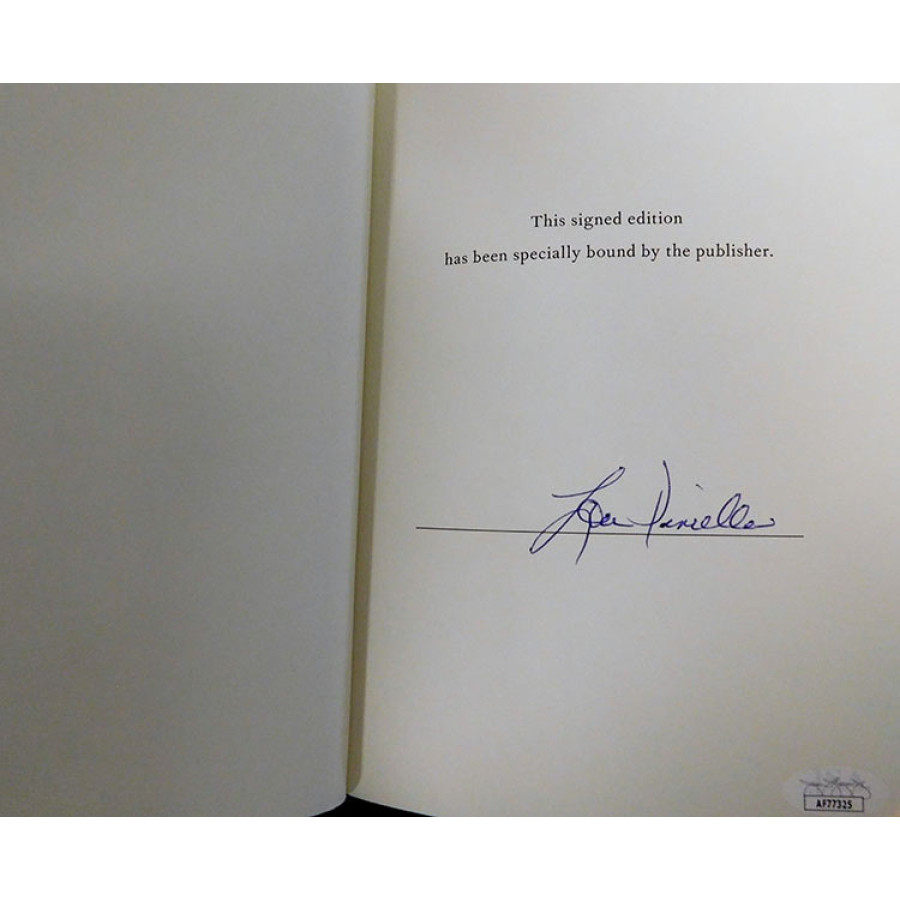 This signed edition
has been specially bound by the publisher.
AF77325